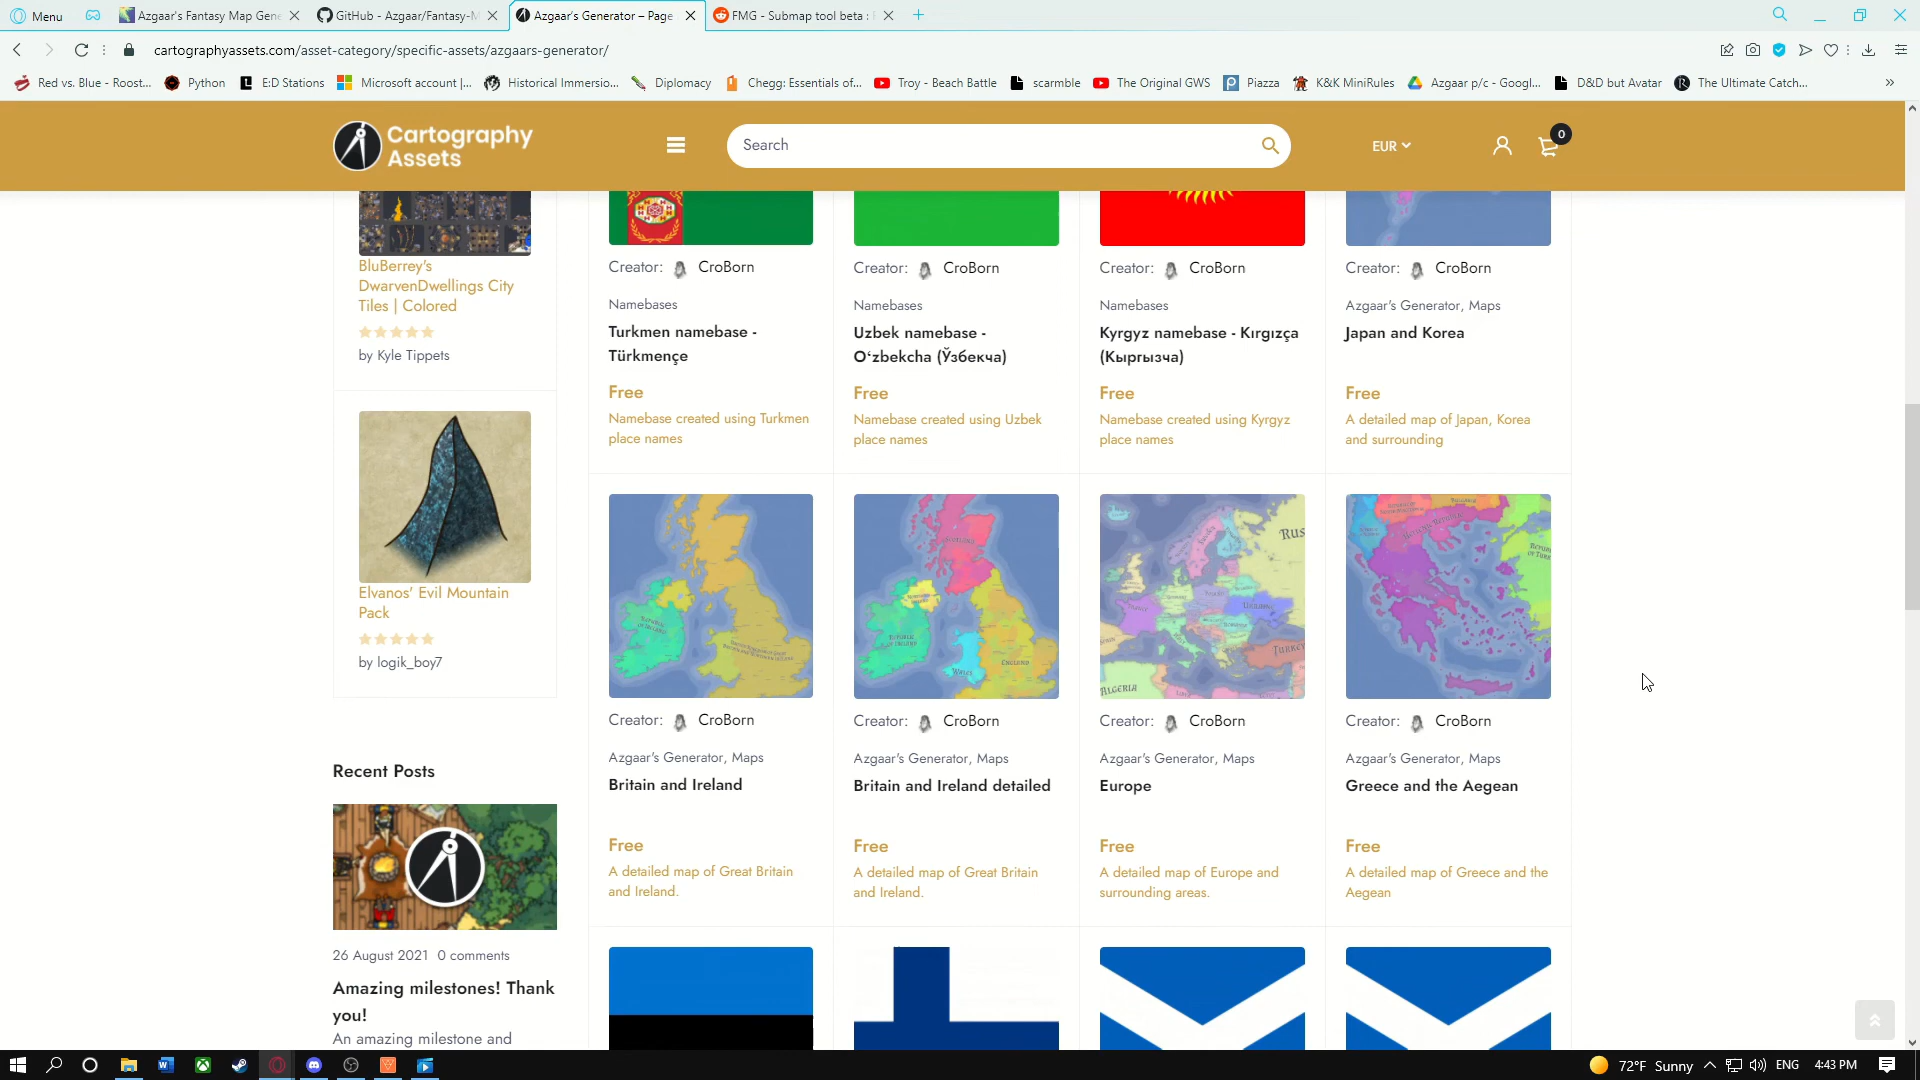 Menu
Azgaar's Fantasy Map Gene
GitHub - Azgaar/Fantasy-M
Azgaar's Generator – Page
FMG - Submap tool beta :
cartographyassets.com/asset-category/specific-assets/azgaars-generator/
Red vs. Blue - Roost...
Python
E:D Stations
Microsoft account |...
Historical Immersio...
Diplomacy
Chegg: Essentials of...
Troy - Beach Battle
scarmble
The Original GWS
Piazza
K&K MiniRules
Azgaar p/c - Googl...
D&D but Avatar
The Ultimate Catch...
»
Cartography
Assets
Search
EUR
0
BluBerrey's
DwarvenDwellings City
Tiles | Colored
by Kyle Tippets
Elvanos' Evil Mountain
Pack
by logik_boy7
Recent Posts
26 August 2021 0 comments
Amazing milestones! Thank
you!
An amazing milestone and
Creator: CroBorn
Namebases
Turkmen namebase -
Türkmençe
Free
Namebase created using Turkmen
place names
Creator: CroBorn
Namebases
Uzbek namebase -
Oʻzbekcha (Ўзбекча)
Free
Namebase created using Uzbek
place names
Creator: CroBorn
Namebases
Kyrgyz namebase - Kırgızça
(Кыргызча)
Free
Namebase created using Kyrgyz
place names
Creator: CroBorn
Azgaar's Generator, Maps
Japan and Korea
Free
A detailed map of Japan, Korea
and surrounding
Creator: CroBorn
Azgaar's Generator, Maps
Britain and Ireland
Free
A detailed map of Great Britain
and Ireland.
Scotland
Wales
England
Creator: CroBorn
Azgaar's Generator, Maps
Britain and Ireland detailed
Free
A detailed map of Great Britain
and Ireland.
Rus
Ukraine
Turkey
Algeria
Creator: CroBorn
Azgaar's Generator, Maps
Europe
Free
A detailed map of Europe and
surrounding areas.
Creator: CroBorn
Azgaar's Generator, Maps
Greece and the Aegean
Free
A detailed map of Greece and the
Aegean
72°F Sunny
ENG
4:43 PM